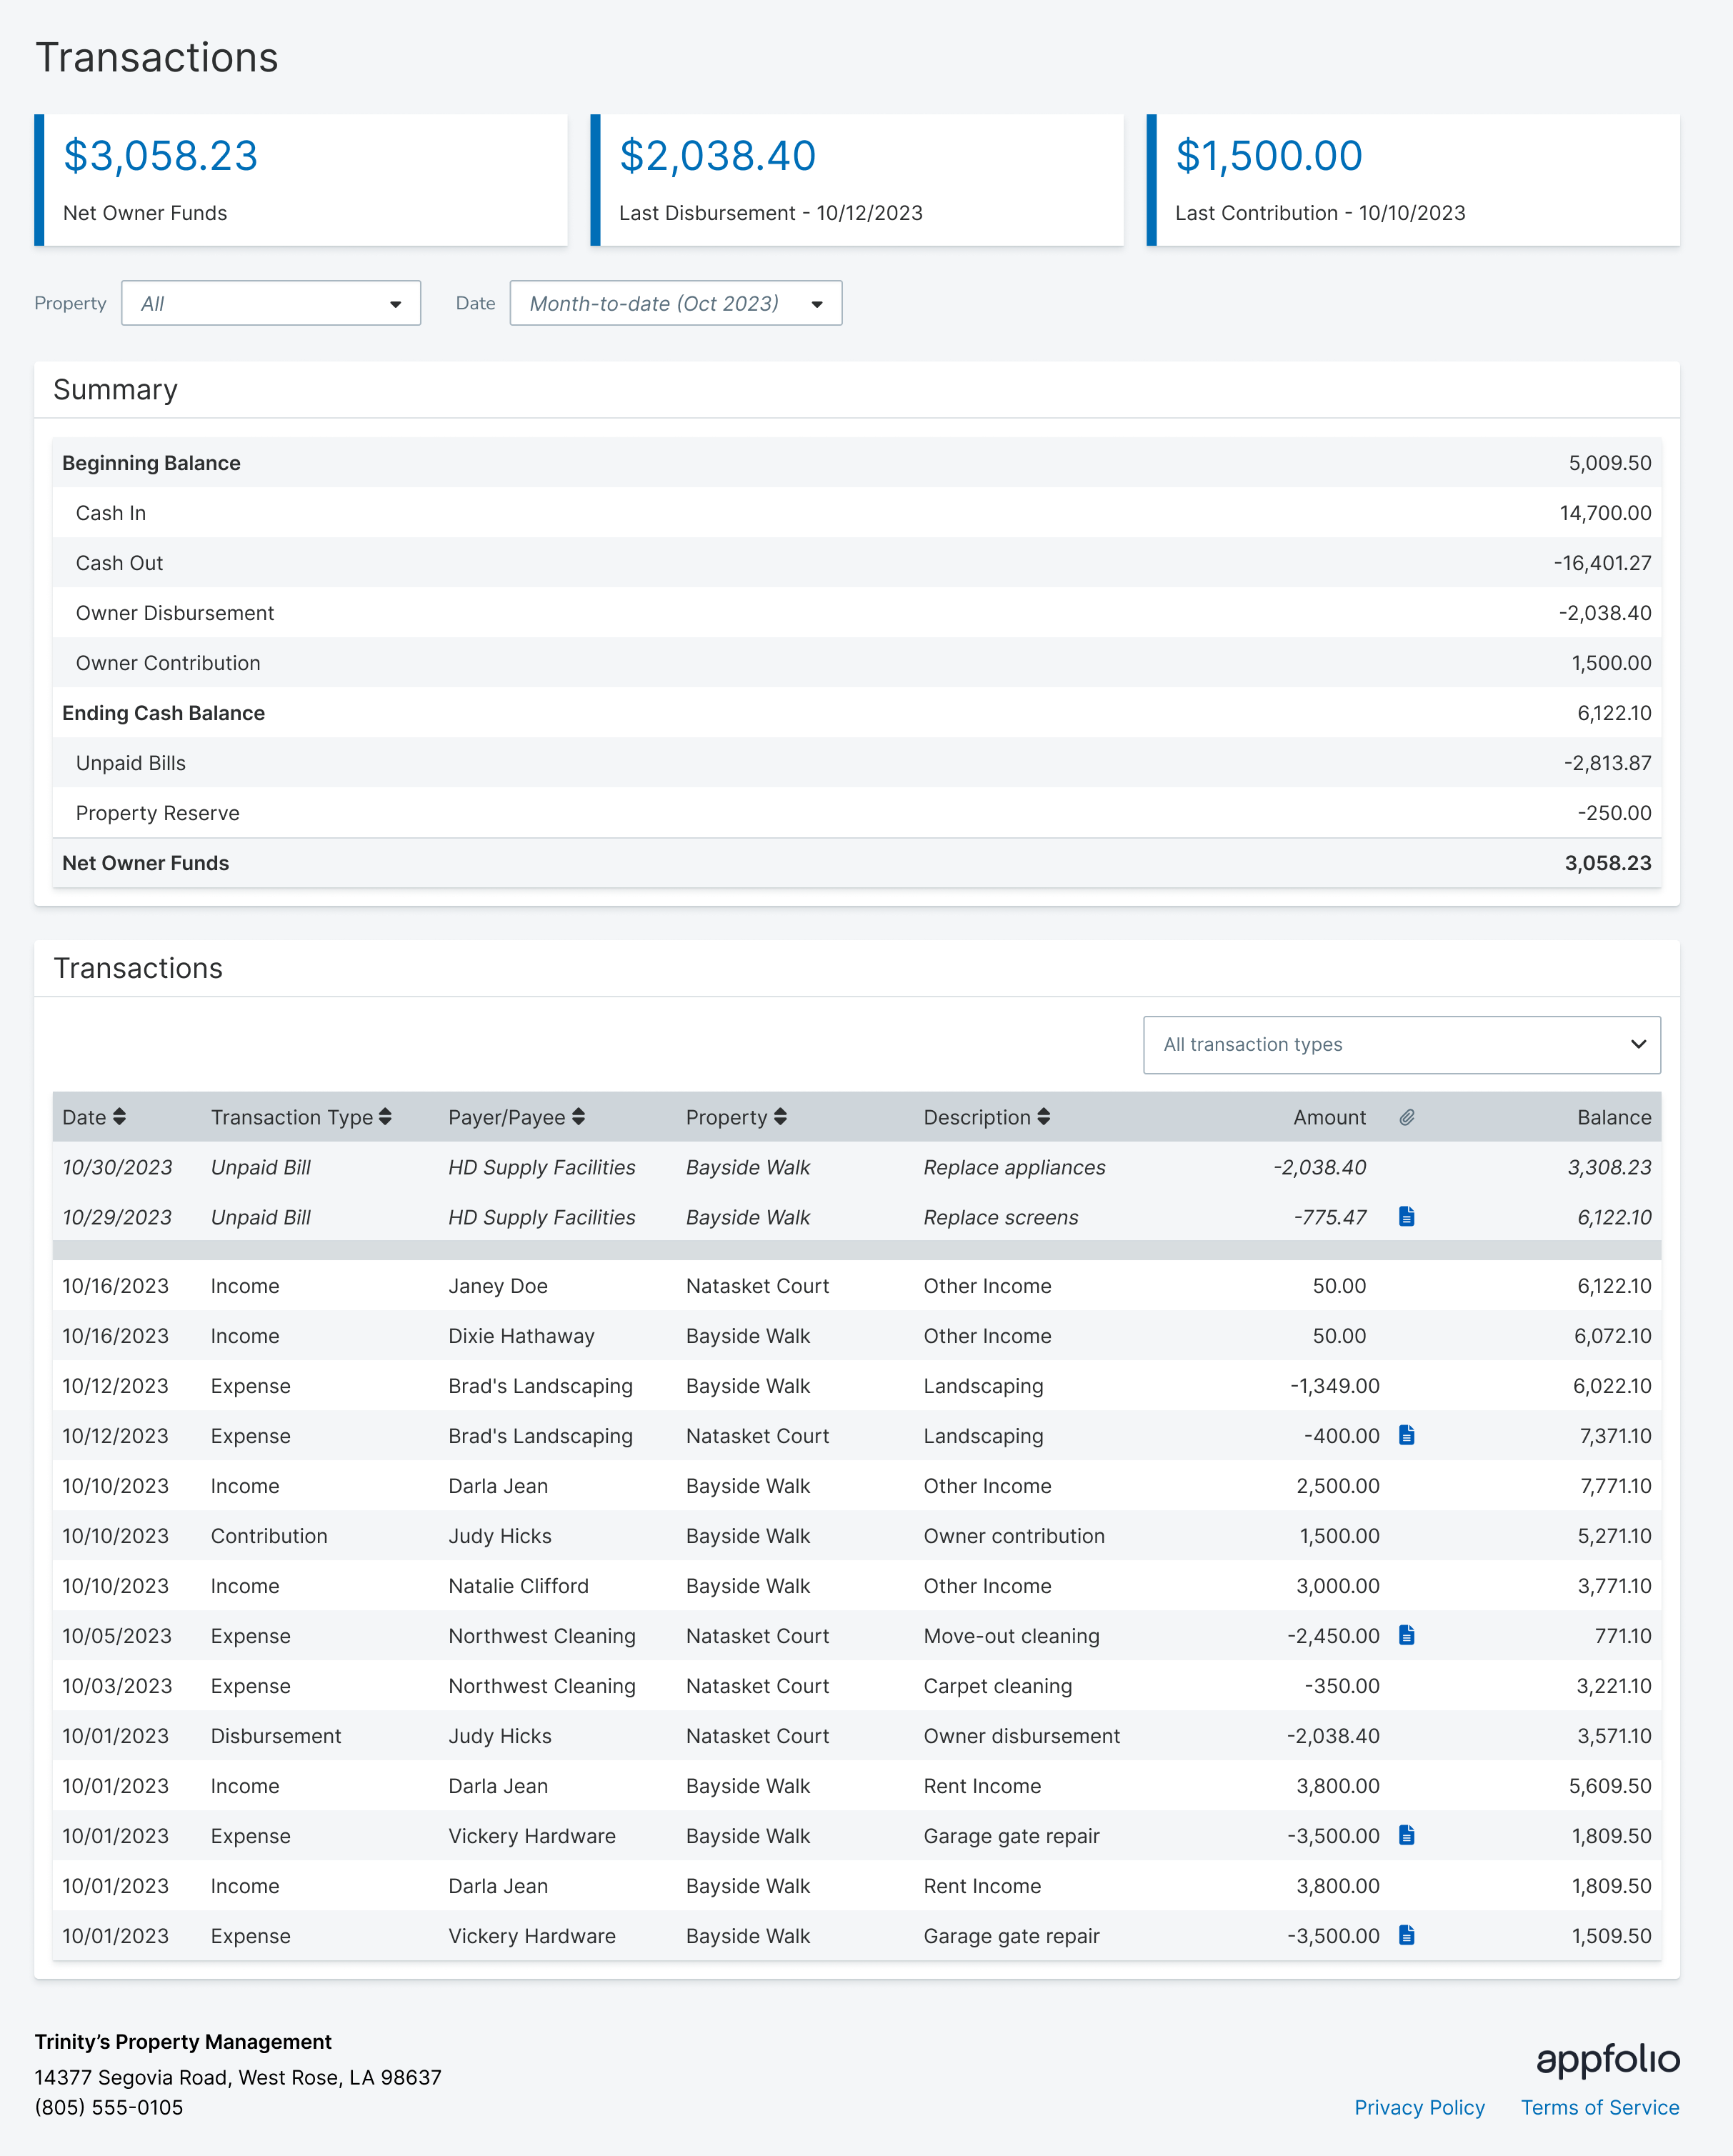 Transactions
$3,058.23
Net Owner Funds
$2,038.40
Last Disbursement - 10/12/2023
$1,500.00
Last Contribution - 10/10/2023
Property All Date Month-to-date (Oct 2023)
Summary
Beginning Balance 5,009.50
Cash In 14,700.00
Cash Out -16,401.27
Owner Disbursement -2,038.40
Owner Contribution 1,500.00
Ending Cash Balance 6,122.10
Unpaid Bills -2,813.87
Property Reserve -250.00
Net Owner Funds 3,058.23
Transactions
All transaction types
Date Transaction Type Payer/Payee Property Description Amount Balance
10/30/2023 Unpaid Bill HD Supply Facilities Bayside Walk Replace appliances -2,038.40 3,308.23
10/29/2023 Unpaid Bill HD Supply Facilities Bayside Walk Replace screens -775.47 6,122.10
10/16/2023 Income Janey Doe Natasket Court Other Income 50.00 6,122.10
10/16/2023 Income Dixie Hathaway Bayside Walk Other Income 50.00 6,072.10
10/12/2023 Expense Brad's Landscaping Bayside Walk Landscaping -1,349.00 6,022.10
10/12/2023 Expense Brad's Landscaping Natasket Court Landscaping -400.00 7,371.10
10/10/2023 Income Darla Jean Bayside Walk Other Income 2,500.00 7,771.10
10/10/2023 Contribution Judy Hicks Bayside Walk Owner contribution 1,500.00 5,271.10
10/10/2023 Income Natalie Clifford Bayside Walk Other Income 3,000.00 3,771.10
10/05/2023 Expense Northwest Cleaning Natasket Court Move-out cleaning -2,450.00 771.10
10/03/2023 Expense Northwest Cleaning Natasket Court Carpet cleaning -350.00 3,221.10
10/01/2023 Disbursement Judy Hicks Natasket Court Owner disbursement -2,038.40 3,571.10
10/01/2023 Income Darla Jean Bayside Walk Rent Income 3,800.00 5,609.50
10/01/2023 Expense Vickery Hardware Bayside Walk Garage gate repair -3,500.00 1,809.50
10/01/2023 Income Darla Jean Bayside Walk Rent Income 3,800.00 1,809.50
10/01/2023 Expense Vickery Hardware Bayside Walk Garage gate repair -3,500.00 1,509.50
Trinity’s Property Management
14377 Segovia Road, West Rose, LA 98637
(805) 555-0105
appfolio
Privacy Policy Terms of Service